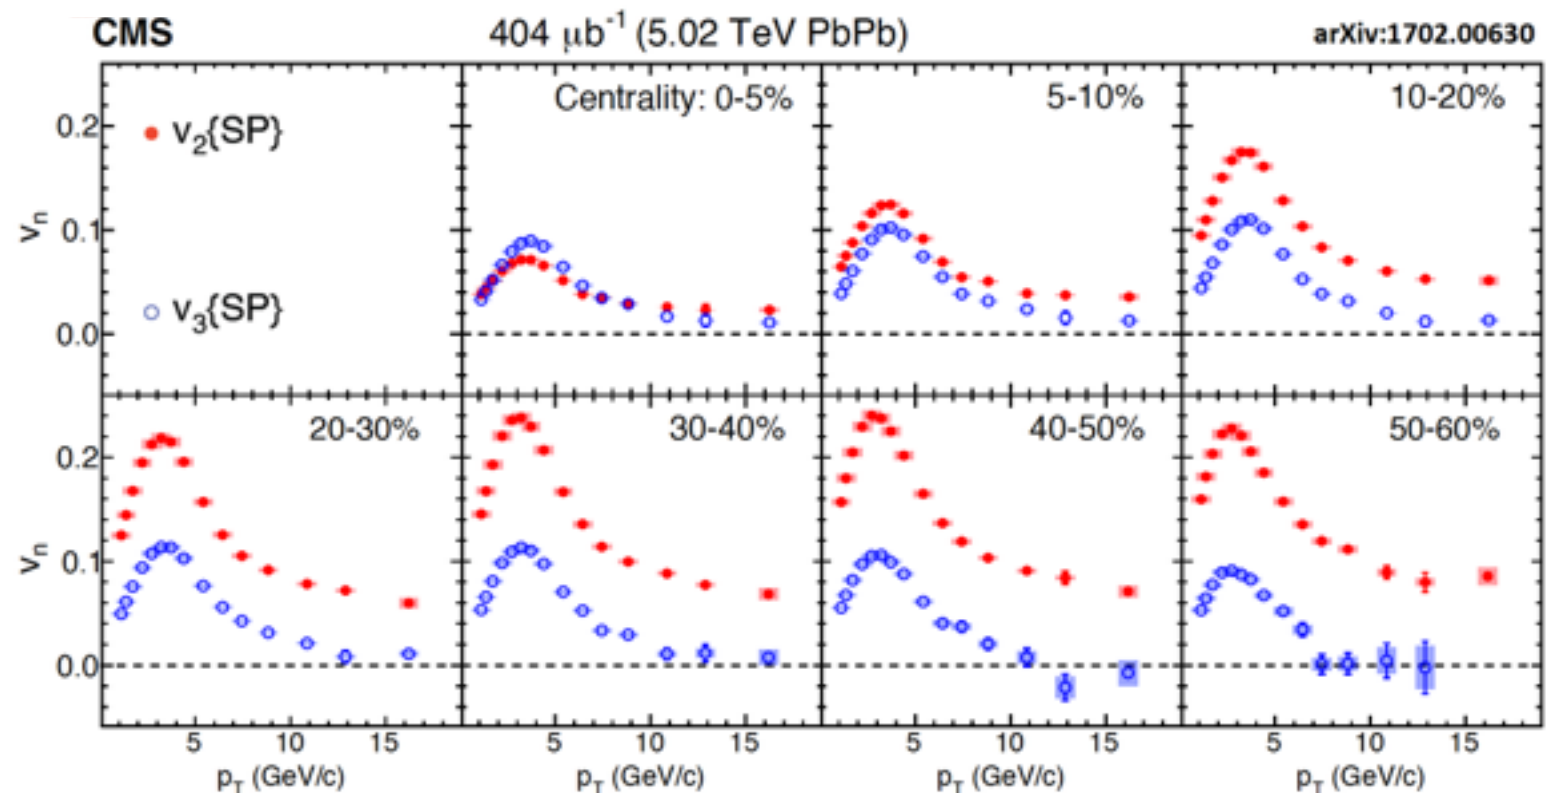 CMS 404 μb⁻¹ (5.02 TeV PbPb) arXiv:1702.00630
Centrality: 0-5% 5-10% 10-20%
v₂{SP}
v₃{SP}
vₙ
0.2
0.1
0.0
20-30% 30-40% 40-50% 50-60%
vₙ
0.2
0.1
0.0
5 10 15 5 10 15 5 10 15 5 10 15
p_T (GeV/c) p_T (GeV/c) p_T (GeV/c) p_T (GeV/c)